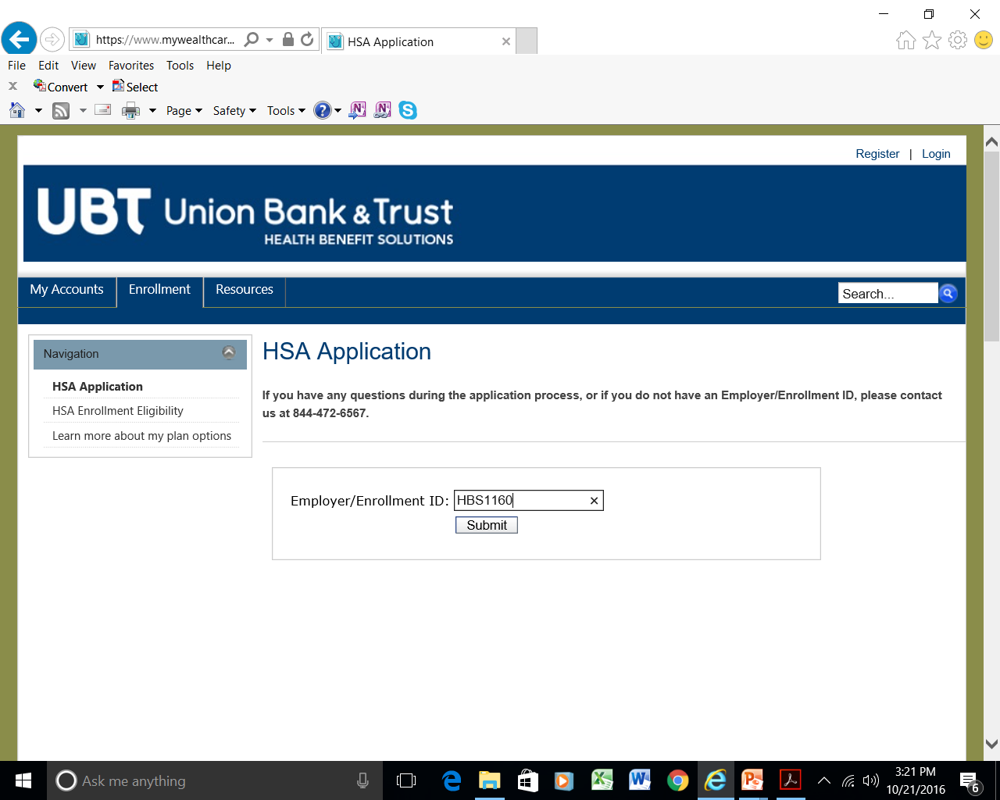 https://www.mywealthcar...
HSA Application
File Edit View Favorites Tools Help
x Convert Select
Page Safety Tools
Register | Login
UBT Union Bank & Trust
HEALTH BENEFIT SOLUTIONS
My Accounts Enrollment Resources
Search...
Navigation
HSA Application
HSA Enrollment Eligibility
Learn more about my plan options
HSA Application
If you have any questions during the application process, or if you do not have an Employer/Enrollment ID, please contact
us at 844-472-6567.
Employer/Enrollment ID: HBS1160
Submit
Ask me anything
3:21 PM
10/21/2016
6